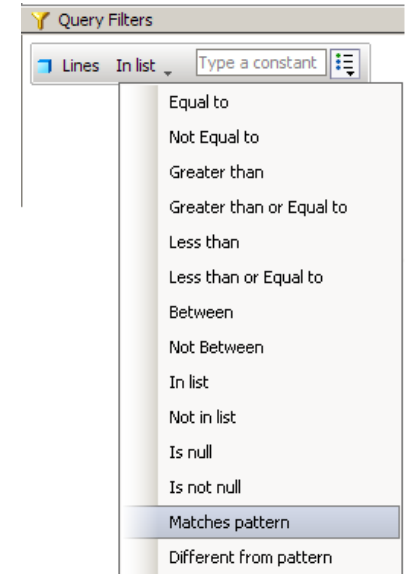 Query Filters
Lines In list Type a constant
Equal to
Not Equal to
Greater than
Greater than or Equal to
Less than
Less than or Equal to
Between
Not Between
In list
Not in list
Is null
Is not null
Matches pattern
Different from pattern